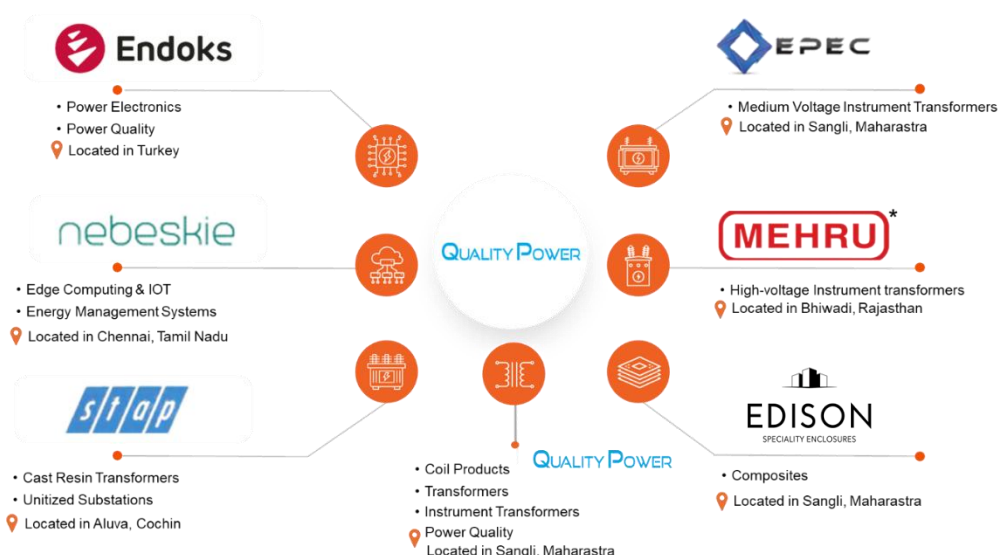 Endoks
• Power Electronics
• Power Quality
Located in Turkey
nebeskie
• Edge Computing & IOT
• Energy Management Systems
Located in Chennai, Tamil Nadu
stap
• Cast Resin Transformers
• Unitized Substations
Located in Aluva, Cochin
QUALITY POWER
QUALITY POWER
• Coil Products
• Transformers
• Instrument Transformers
Power Quality
Located in Sangli, Maharastra
EPEC
• Medium Voltage Instrument Transformers
Located in Sangli, Maharastra
MEHRU*
• High-voltage Instrument transformers
Located in Bhiwadi, Rajasthan
EDISON
SPECIALITY ENCLOSURES
• Composites
Located in Sangli, Maharastra